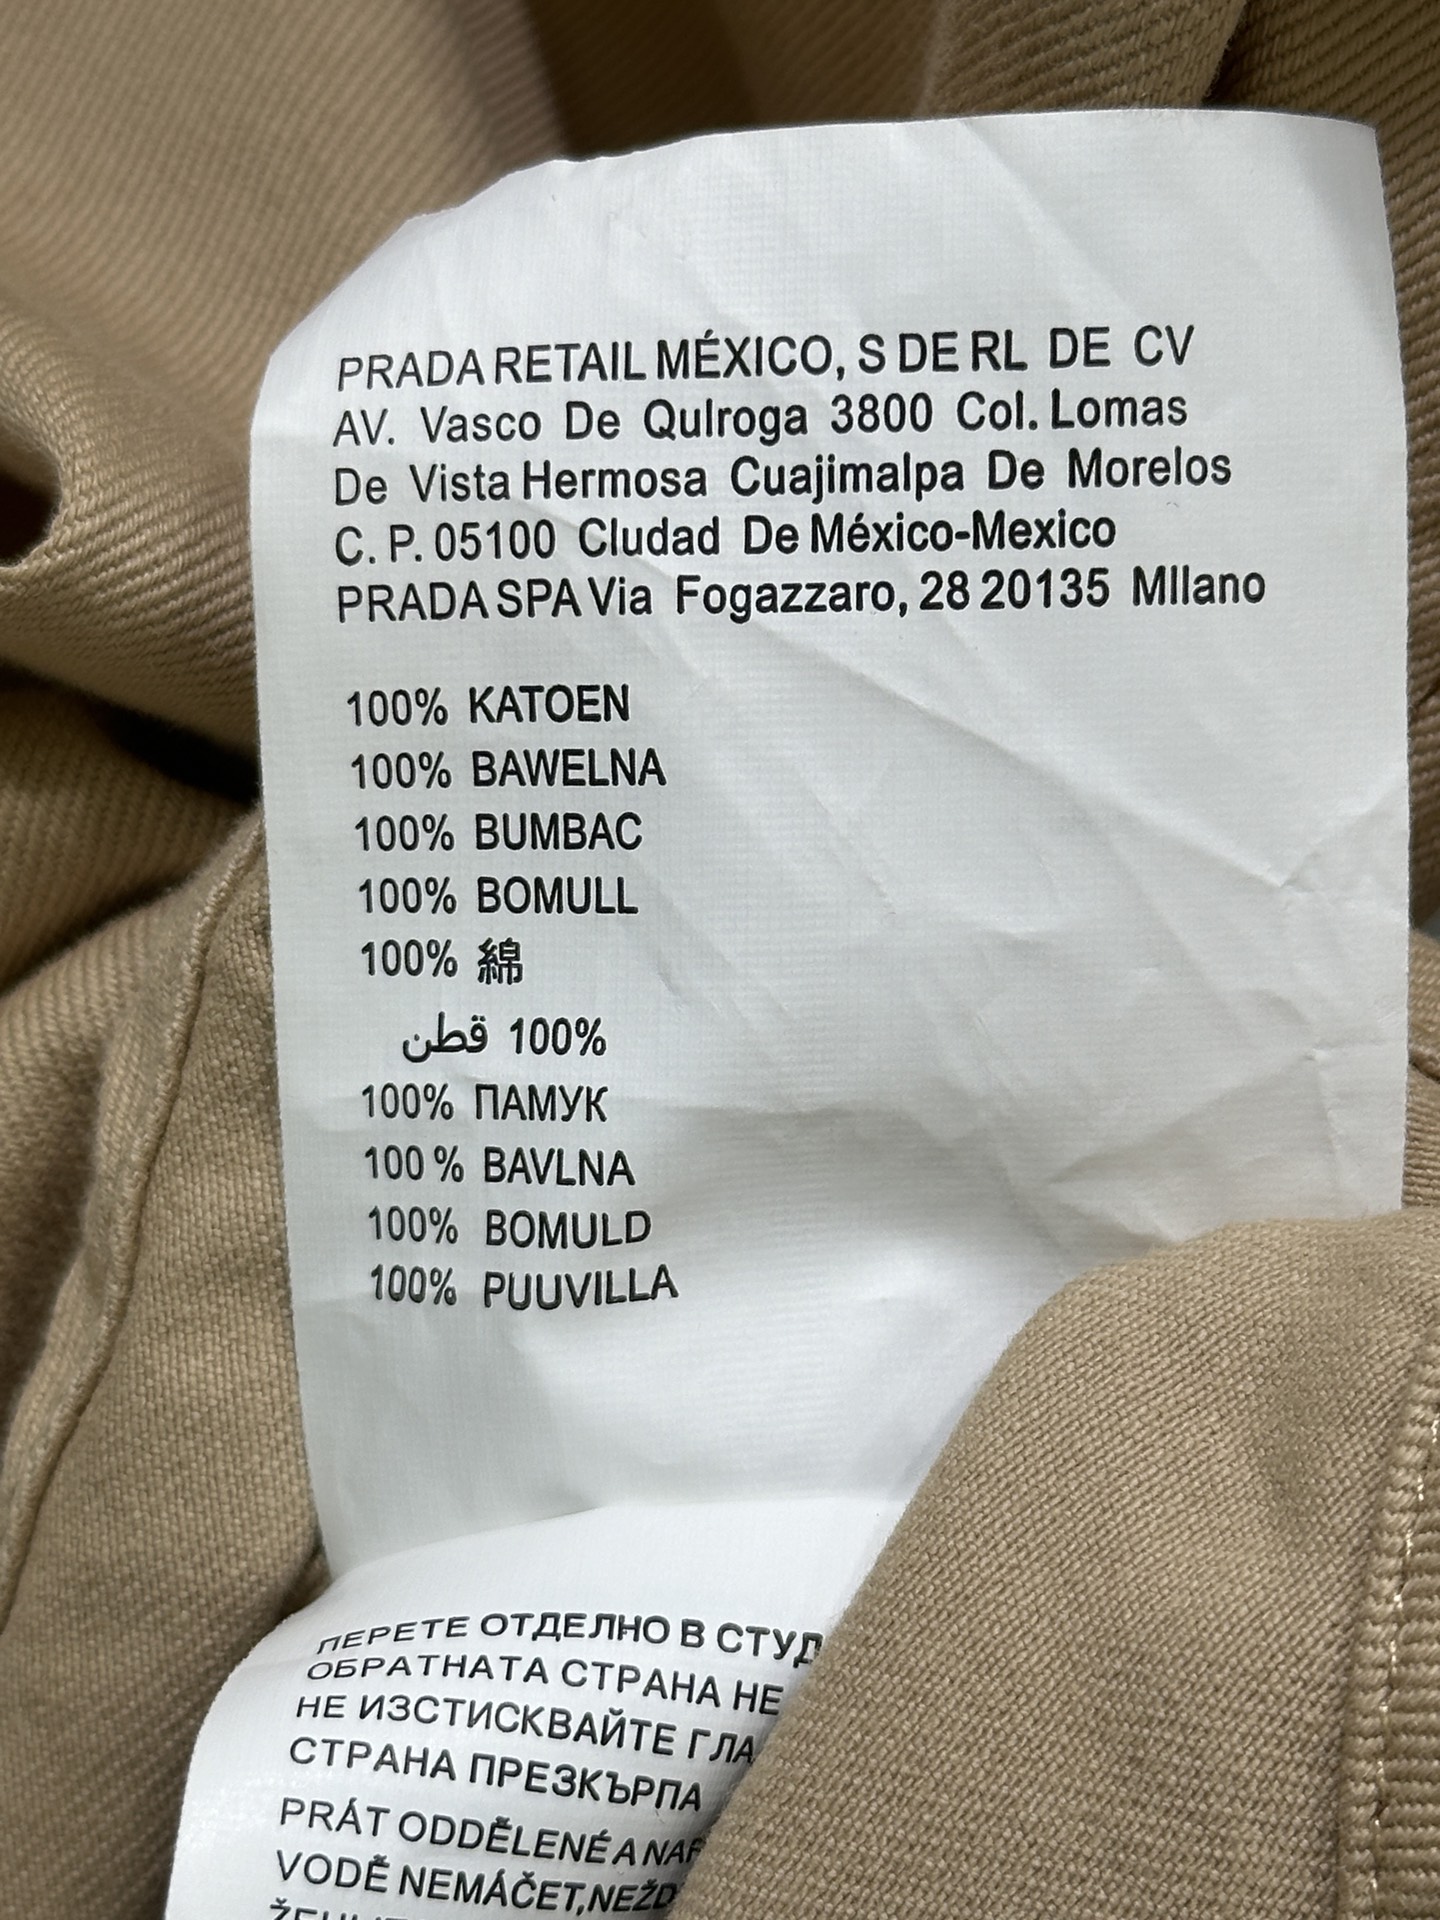 PRADA RETAIL MÉXICO, S DE RL DE CV
AV. Vasco De Qulroga 3800 Col. Lomas
De Vista Hermosa Cuajimalpa De Morelos
C. P. 05100 Cludad De México-Mexico
PRADA SPA Via Fogazzaro, 28 20135 Mllano
100% KATOEN
100% BAWELNA
100% BUMBAC
100% BOMULL
100% 綿
100% قطن
100% ПАМУК
100 % BAVLNA
100% BOMULD
100% PUUVILLA
ПЕРЕТЕ ОТДЕЛНО В СТУД
ОБРАТНАТА СТРАНА НЕ
НЕ ИЗСТИСКВАЙТЕ ГЛА
СТРАНА ПРЕЗКЪРПА
PRÁT ODDĚLENÉ A NA
VODĚ NEMÁČET, NEŽD